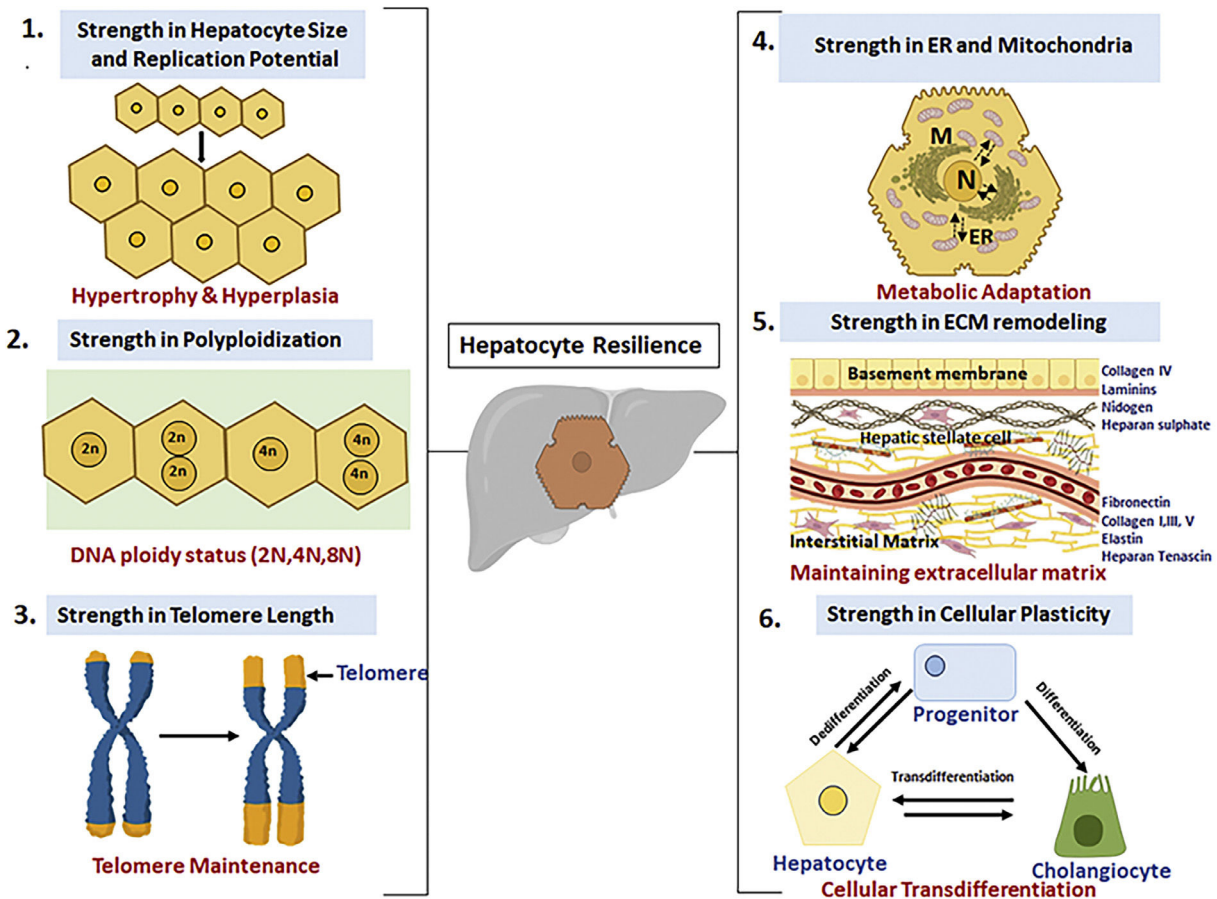 1.
Strength in Hepatocyte Size
and Replication Potential
.
Hypertrophy & Hyperplasia
2.
Strength in Polyploidization
2n
2n
2n
4n
4n
4n
DNA ploidy status (2N,4N,8N)
3.
Strength in Telomere Length
Telomere
Telomere Maintenance
Hepatocyte Resilience
4.
Strength in ER and Mitochondria
M
N
ER
Metabolic Adaptation
5.
Strength in ECM remodeling
Basement membrane
Collagen IV
Laminins
Nidogen
Heparan sulphate
Hepatic stellate cell
Fibronectin
Collagen I,III, V
Elastin
Heparan Tenascin
Interstitial Matrix
Maintaining extracellular matrix
6.
Strength in Cellular Plasticity
Progenitor
Dedifferentiation
Differentiation
Transdifferentiation
Hepatocyte
Cholangiocyte
Cellular Transdifferentiation